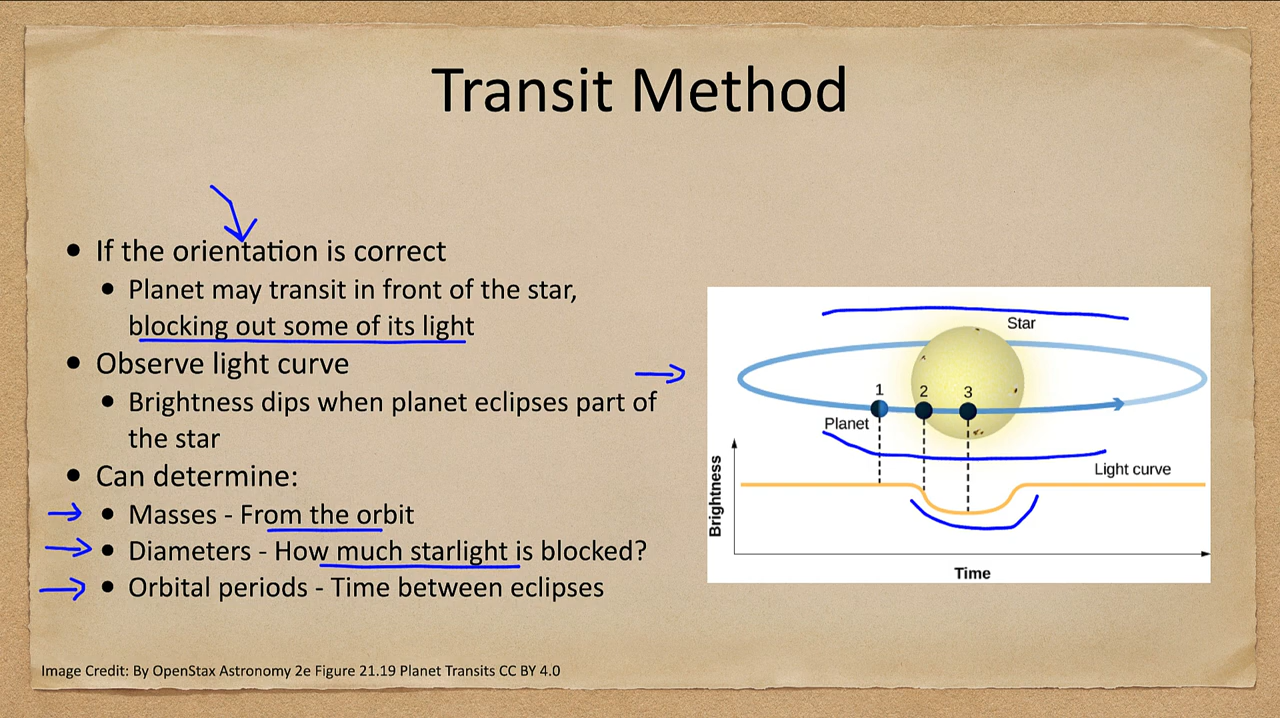 Transit Method
• If the orientation is correct
• Planet may transit in front of the star,
blocking out some of its light
• Observe light curve
• Brightness dips when planet eclipses part of
the star
• Can determine:
• Masses - From the orbit
• Diameters - How much starlight is blocked?
• Orbital periods - Time between eclipses
Star
1
2
3
Planet
Light curve
Brightness
Time
Image Credit: By OpenStax Astronomy 2e Figure 21.19 Planet Transits CC BY 4.0